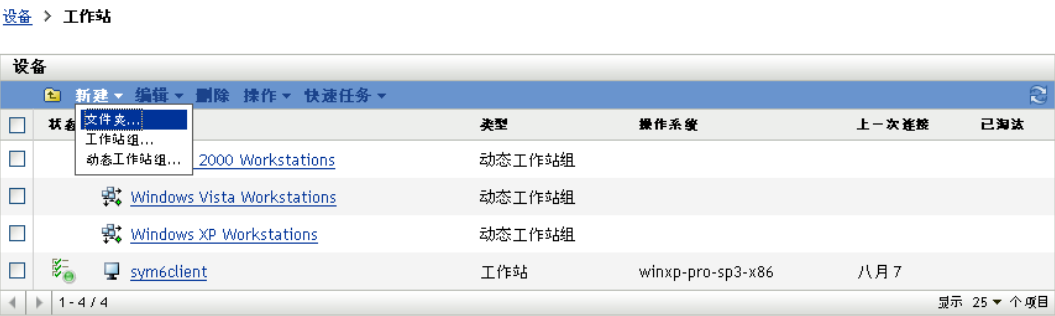 设备 > 工作站
设备
新建 编辑 删除 操作 快速任务
文件夹...
工作站组...
动态工作站组...
类型 操作系统 上一次连接 已淘汰
2000 Workstations 动态工作站组
Windows Vista Workstations 动态工作站组
Windows XP Workstations 动态工作站组
sym6client 工作站 winxp-pro-sp3-x86 八月 7
1 - 4 / 4 显示 25 个项目